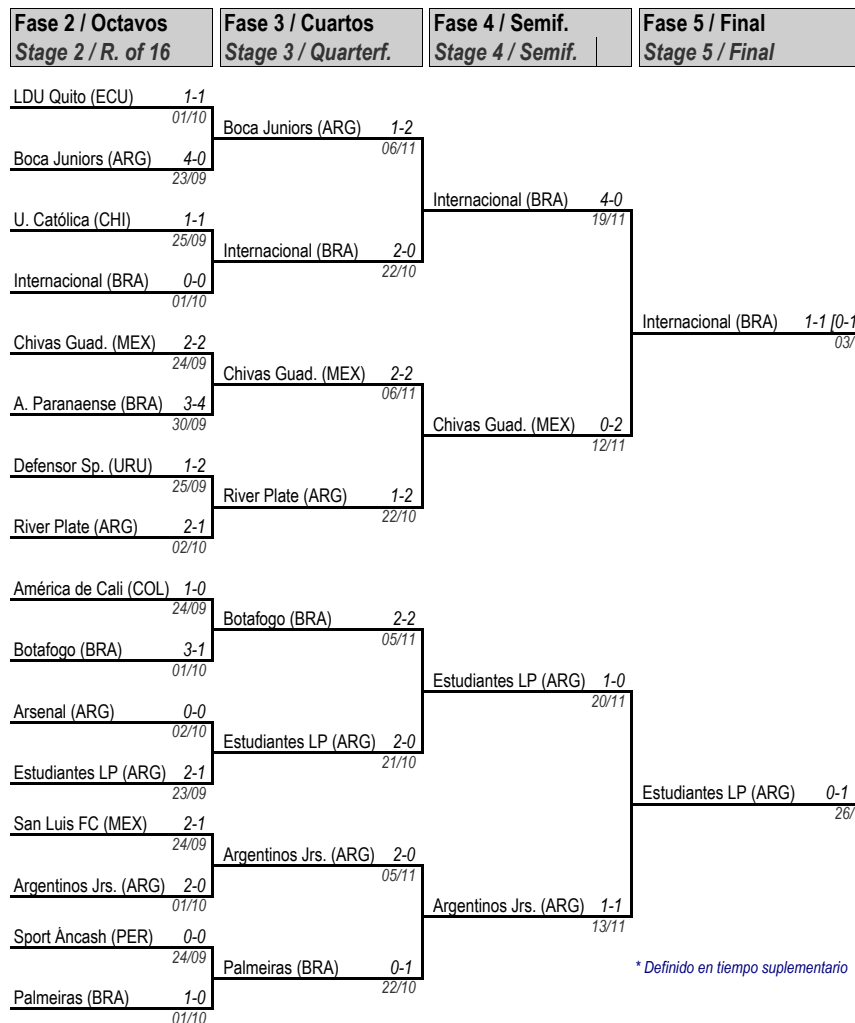 Fase 2 / Octavos
Stage 2 / R. of 16
Fase 3 / Cuartos
Stage 3 / Quarterf.
Fase 4 / Semif.
Stage 4 / Semif.
Fase 5 / Final
Stage 5 / Final
LDU Quito (ECU) 1-1
01/10
Boca Juniors (ARG) 4-0
23/09
U. Católica (CHI) 1-1
25/09
Internacional (BRA) 0-0
01/10
Chivas Guad. (MEX) 2-2
24/09
A. Paranaense (BRA) 3-4
30/09
Defensor Sp. (URU) 1-2
25/09
River Plate (ARG) 2-1
02/10
América de Cali (COL) 1-0
24/09
Botafogo (BRA) 3-1
01/10
Arsenal (ARG) 0-0
02/10
Estudiantes LP (ARG) 2-1
23/09
San Luis FC (MEX) 2-1
24/09
Argentinos Jrs. (ARG) 2-0
01/10
Sport Áncash (PER) 0-0
24/09
Palmeiras (BRA) 1-0
01/10
Boca Juniors (ARG) 1-2
06/11
Internacional (BRA) 2-0
22/10
Chivas Guad. (MEX) 2-2
06/11
River Plate (ARG) 1-2
22/10
Botafogo (BRA) 2-2
05/11
Estudiantes LP (ARG) 2-0
21/10
Argentinos Jrs. (ARG) 2-0
05/11
Palmeiras (BRA) 0-1
22/10
Internacional (BRA) 4-0
19/11
Chivas Guad. (MEX) 0-2
12/11
Estudiantes LP (ARG) 1-0
20/11
Argentinos Jrs. (ARG) 1-1
13/11
Internacional (BRA) 1-1 [0-1
03/
Estudiantes LP (ARG) 0-1
26/
* Definido en tiempo suplementario